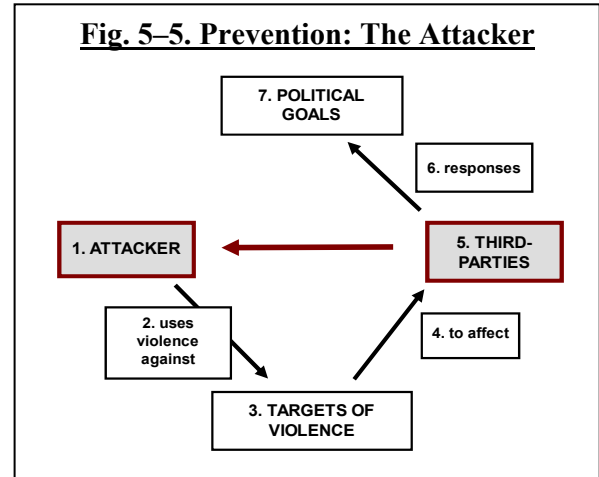 Fig. 5–5. Prevention: The Attacker
7. POLITICAL
GOALS
6. responses
1. ATTACKER
5. THIRD-
PARTIES
2. uses
violence
against
4. to affect
3. TARGETS OF
VIOLENCE